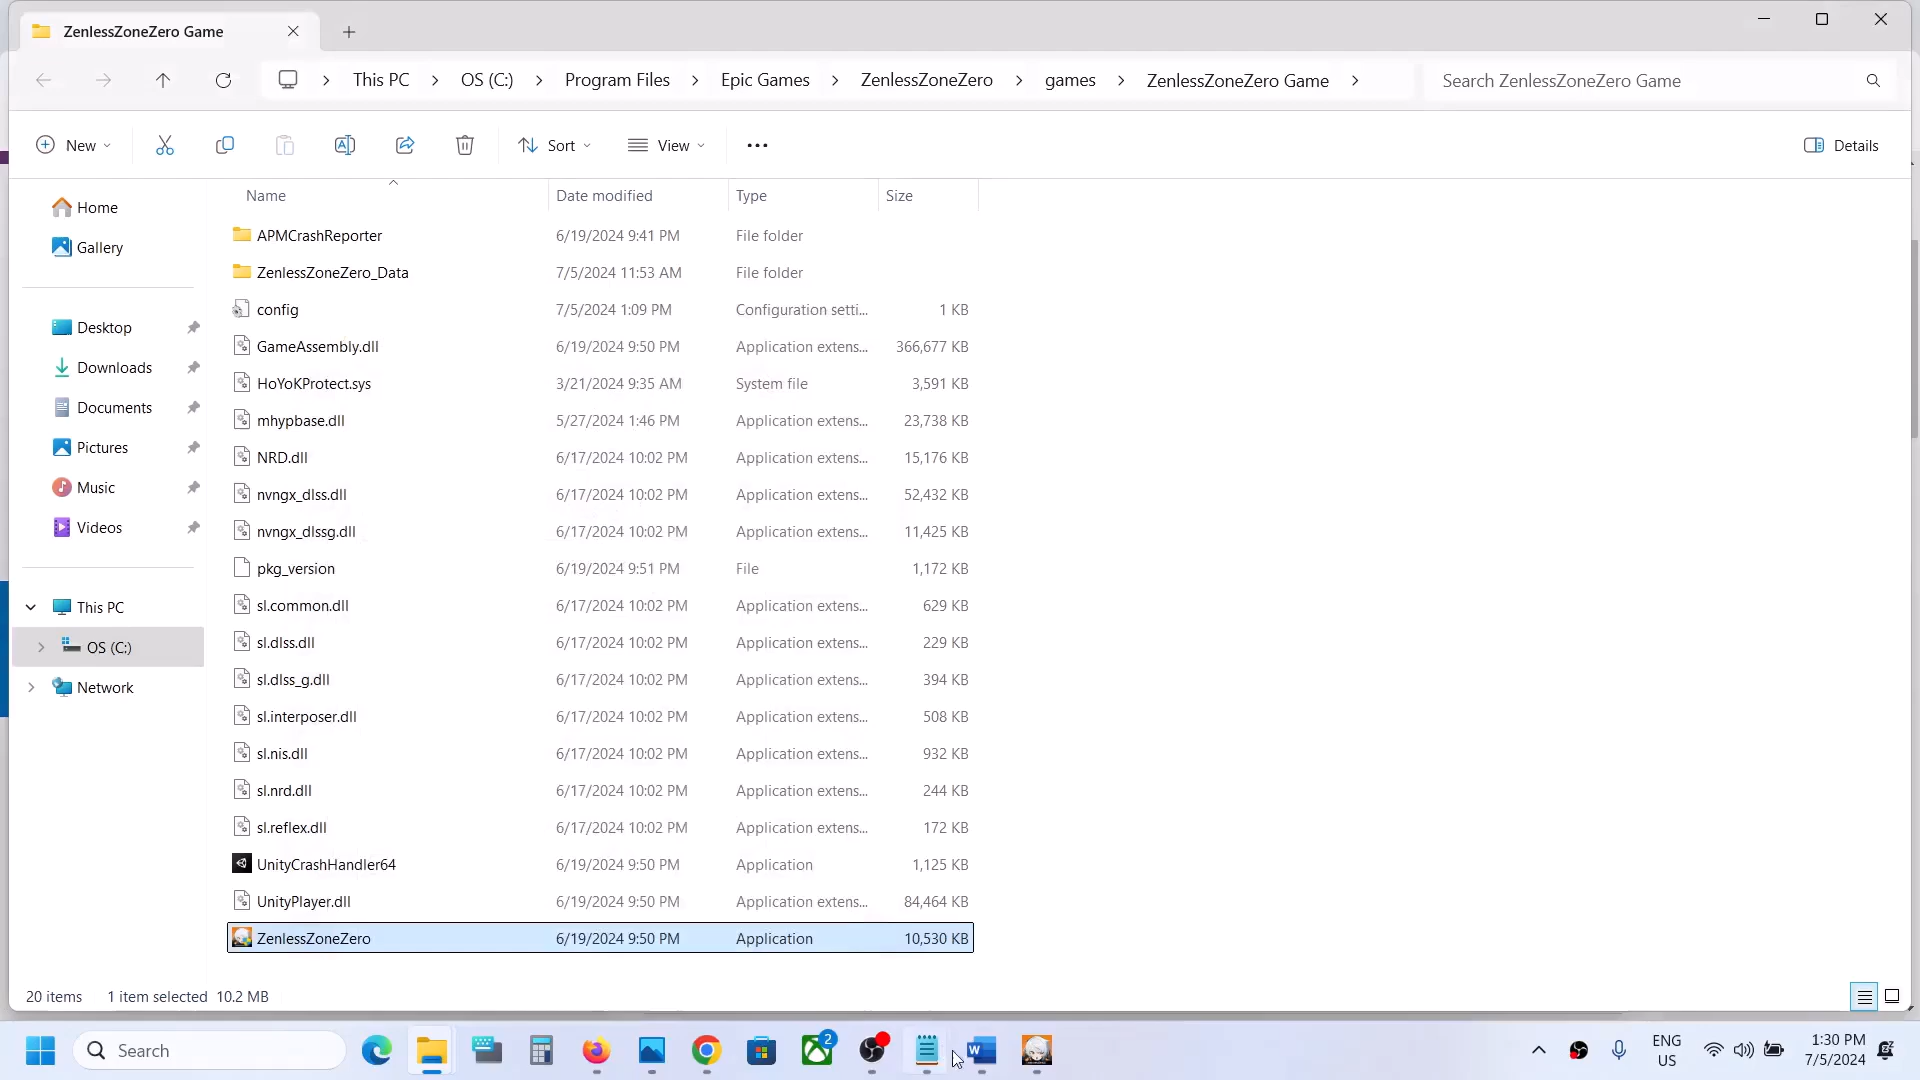 ZenlessZoneZero Game
This PC OS (C:) Program Files Epic Games ZenlessZoneZero games ZenlessZoneZero Game Search ZenlessZoneZero Game
New Sort View Details
Name Date modified Type Size
Home
Gallery
Desktop
Downloads
Documents
Pictures
Music
Videos
This PC
OS (C:)
Network
APMCrashReporter 6/19/2024 9:41 PM File folder
ZenlessZoneZero_Data 7/5/2024 11:53 AM File folder
config 7/5/2024 1:09 PM Configuration setti... 1 KB
GameAssembly.dll 6/19/2024 9:50 PM Application extens... 366,677 KB
HoYoKProtect.sys 3/21/2024 9:35 AM System file 3,591 KB
mhypbase.dll 5/27/2024 1:46 PM Application extens... 23,738 KB
NRD.dll 6/17/2024 10:02 PM Application extens... 15,176 KB
nvngx_dlss.dll 6/17/2024 10:02 PM Application extens... 52,432 KB
nvngx_dlssg.dll 6/17/2024 10:02 PM Application extens... 11,425 KB
pkg_version 6/19/2024 9:51 PM File 1,172 KB
sl.common.dll 6/17/2024 10:02 PM Application extens... 629 KB
sl.dlss.dll 6/17/2024 10:02 PM Application extens... 229 KB
sl.dlss_g.dll 6/17/2024 10:02 PM Application extens... 394 KB
sl.interposer.dll 6/17/2024 10:02 PM Application extens... 508 KB
sl.nis.dll 6/17/2024 10:02 PM Application extens... 932 KB
sl.nrd.dll 6/17/2024 10:02 PM Application extens... 244 KB
sl.reflex.dll 6/17/2024 10:02 PM Application extens... 172 KB
UnityCrashHandler64 6/19/2024 9:50 PM Application 1,125 KB
UnityPlayer.dll 6/19/2024 9:50 PM Application extens... 84,464 KB
ZenlessZoneZero 6/19/2024 9:50 PM Application 10,530 KB
20 items 1 item selected 10.2 MB
Search 2 ENG 1:30 PM
US 7/5/2024